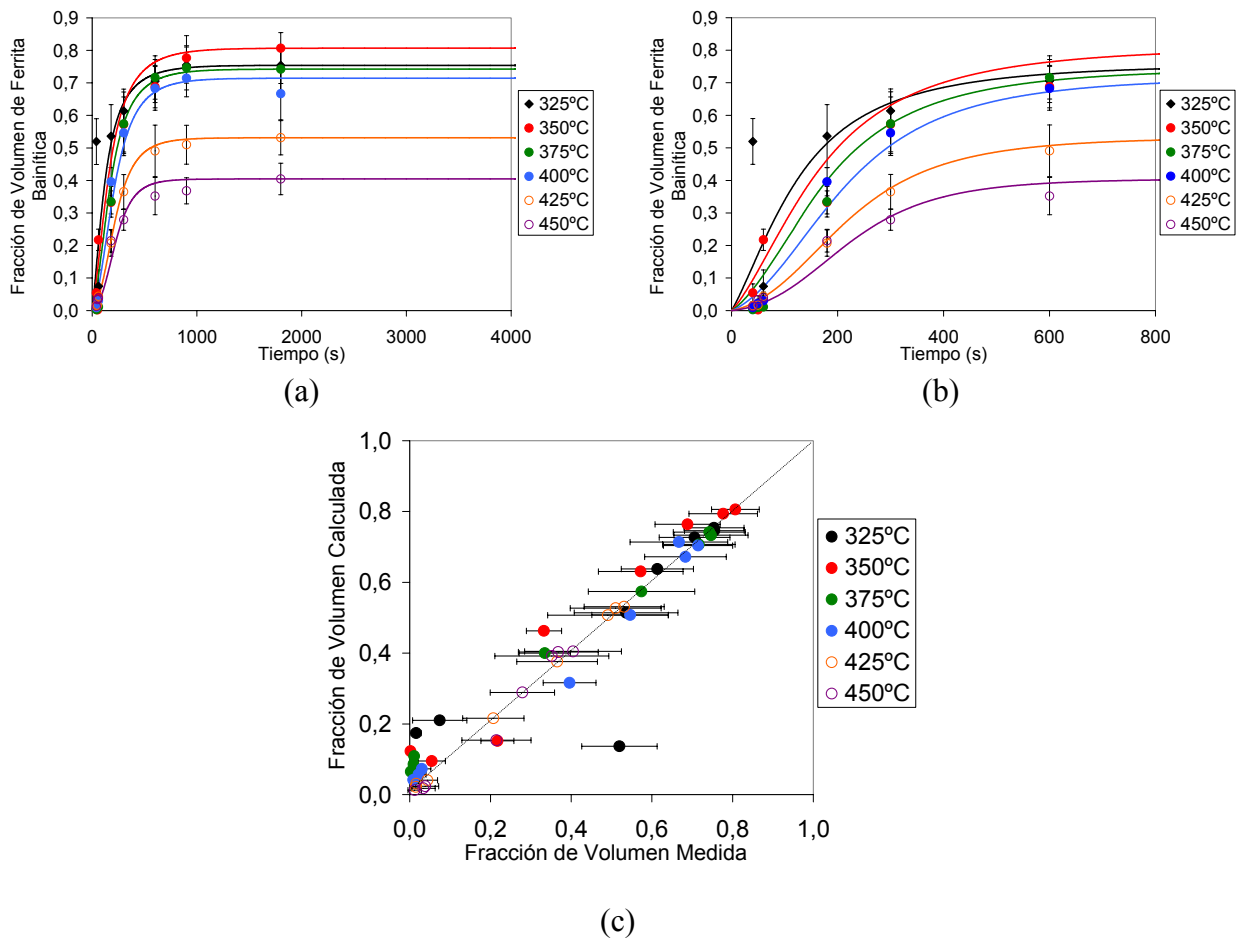 Fracción de Volumen de Ferrita
Bainítica
0,9
0,8
0,7
0,6
0,5
0,4
0,3
0,2
0,1
0,0
0 1000 2000 3000 4000
Tiempo (s)
325ºC
350ºC
375ºC
400ºC
425ºC
450ºC
(a)
Fracción de Volumen de Ferrita
Bainítica
0,9
0,8
0,7
0,6
0,5
0,4
0,3
0,2
0,1
0,0
0 200 400 600 800
Tiempo (s)
325ºC
350ºC
375ºC
400ºC
425ºC
450ºC
(b)
Fracción de Volumen Calculada
1,0
0,8
0,6
0,4
0,2
0,0
0,0 0,2 0,4 0,6 0,8 1,0
Fracción de Volumen Medida
325ºC
350ºC
375ºC
400ºC
425ºC
450ºC
(c)